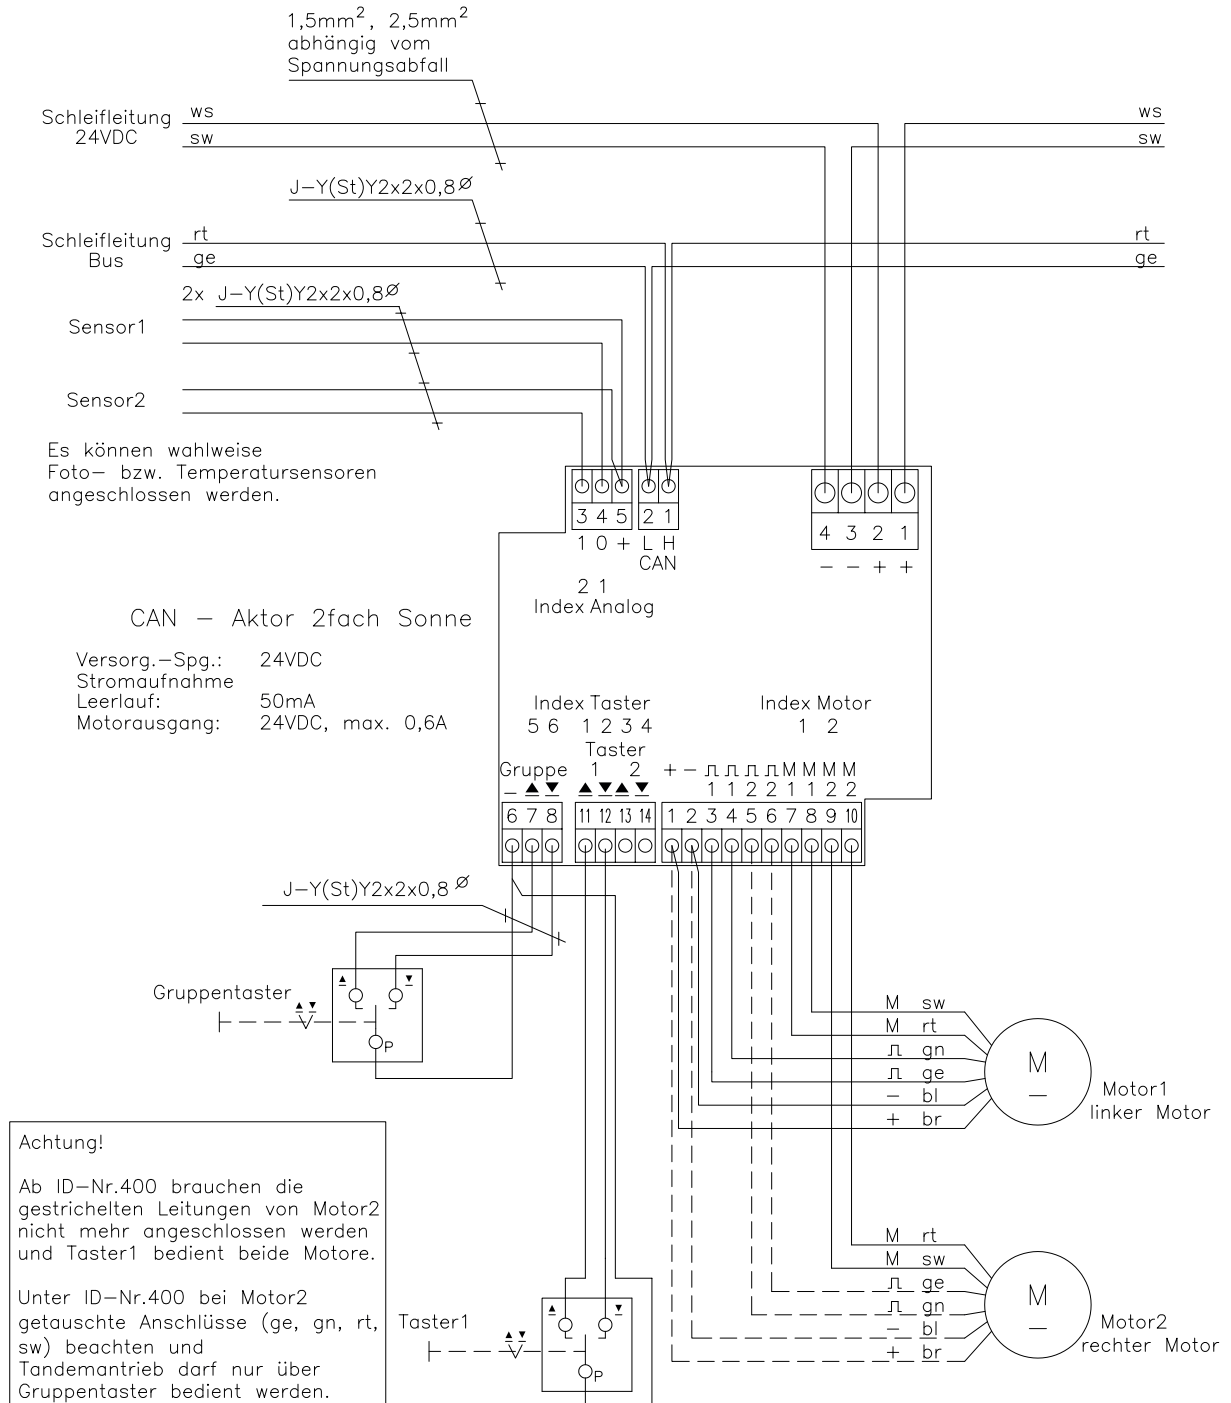 1,5mm², 2,5mm²
abhängig vom
Spannungsabfall
Schleifleitung
24VDC
ws
sw
ws
sw
J-Y(St)Y2x2x0,8⌀
Schleifleitung
Bus
rt
ge
rt
ge
2x J-Y(St)Y2x2x0,8⌀
Sensor1
Sensor2
Es können wahlweise
Foto- bzw. Temperatursensoren
angeschlossen werden.
3 4 5 2 1
1 0 + L H
CAN
4 3 2 1
- - + +
2 1
Index Analog
CAN - Aktor 2fach Sonne
Versorg.-Spg.: 24VDC
Stromaufnahme
Leerlauf: 50mA
Motorausgang: 24VDC, max. 0,6A
Index Taster
5 6 1 2 3 4
Index Motor
1 2
Taster
1 2
Gruppe
- ▲ ▼ ▲ ▼ ▲ ▼
+ - ⎍ ⎍ ⎍ ⎍ M M M M
1 1 2 2 1 1 2 2
6 7 8 11 12 13 14 1 2 3 4 5 6 7 8 9 10
J-Y(St)Y2x2x0,8 ⌀
Gruppentaster
▲ ▼
▲ ▼
P
M sw
M rt
⎍ gn
⎍ ge
- bl
+ br
M
-
Motor1
linker Motor
Achtung!
Ab ID-Nr.400 brauchen die
gestrichelten Leitungen von Motor2
nicht mehr angeschlossen werden
und Taster1 bedient beide Motore.
Unter ID-Nr.400 bei Motor2
getauschte Anschlüsse (ge, gn, rt,
sw) beachten und
Tandemantrieb darf nur über
Gruppentaster bedient werden.
Taster1
▲ ▼
▲ ▼
P
M rt
M sw
⎍ ge
⎍ gn
- bl
+ br
M
-
Motor2
rechter Motor